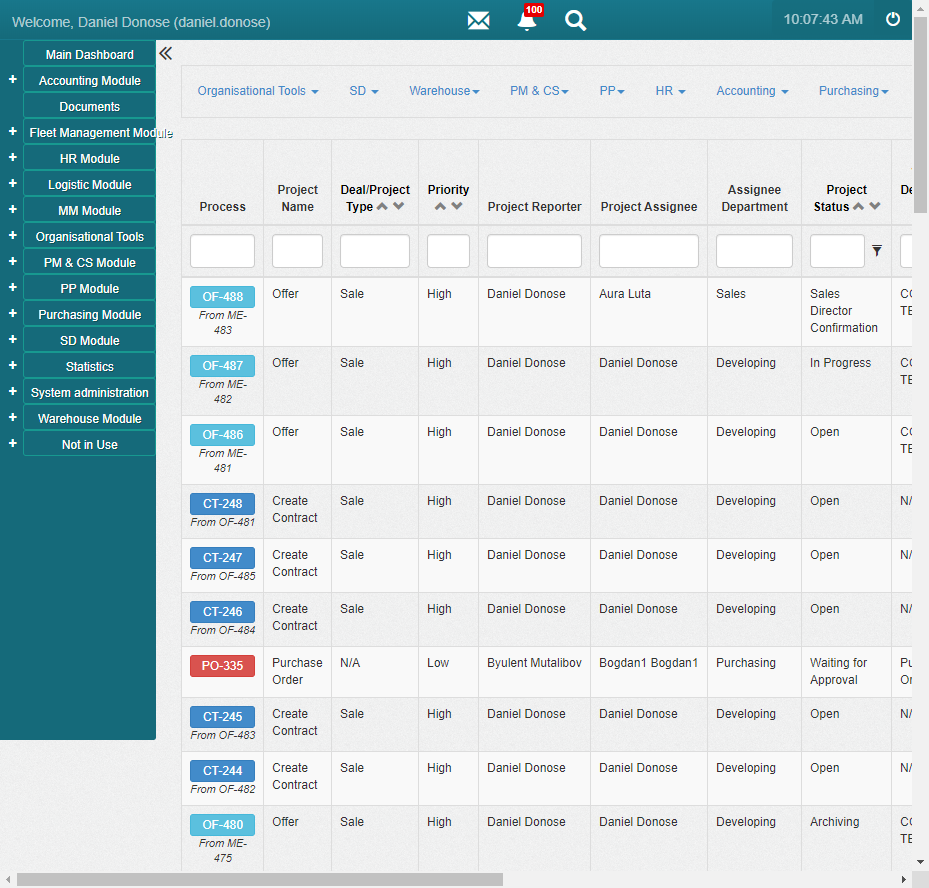 Welcome, Daniel Donose (daniel.donose)
100
10:07:43 AM
Main Dashboard
+ Accounting Module
Documents
+ Fleet Management Module
+ HR Module
+ Logistic Module
+ MM Module
+ Organisational Tools
+ PM & CS Module
+ PP Module
+ Purchasing Module
+ SD Module
+ Statistics
+ System administration
+ Warehouse Module
+ Not in Use
Organisational Tools SD Warehouse PM & CS PP HR Accounting Purchasing
Process
Project
Name
Deal/Project
Type
Priority
Project Reporter
Project Assignee
Assignee
Department
Project
Status
De
OF-488
From ME-
483
Offer
Sale
High
Daniel Donose
Aura Luta
Sales
Sales
Director
Confirmation
OF-487
From ME-
482
Offer
Sale
High
Daniel Donose
Daniel Donose
Developing
In Progress
OF-486
From ME-
481
Offer
Sale
High
Daniel Donose
Daniel Donose
Developing
Open
CT-248
From OF-481
Create
Contract
Sale
High
Daniel Donose
Daniel Donose
Developing
Open
N/
CT-247
From OF-485
Create
Contract
Sale
High
Daniel Donose
Daniel Donose
Developing
Open
N/
CT-246
From OF-484
Create
Contract
Sale
High
Daniel Donose
Daniel Donose
Developing
Open
N/
PO-335
Purchase
Order
N/A
Low
Byulent Mutalibov
Bogdan1 Bogdan1
Purchasing
Waiting for
Approval
Pu
Or
CT-245
From OF-483
Create
Contract
Sale
High
Daniel Donose
Daniel Donose
Developing
Open
N/
CT-244
From OF-482
Create
Contract
Sale
High
Daniel Donose
Daniel Donose
Developing
Open
N/
OF-480
From ME-
475
Offer
Sale
High
Daniel Donose
Daniel Donose
Developing
Archiving